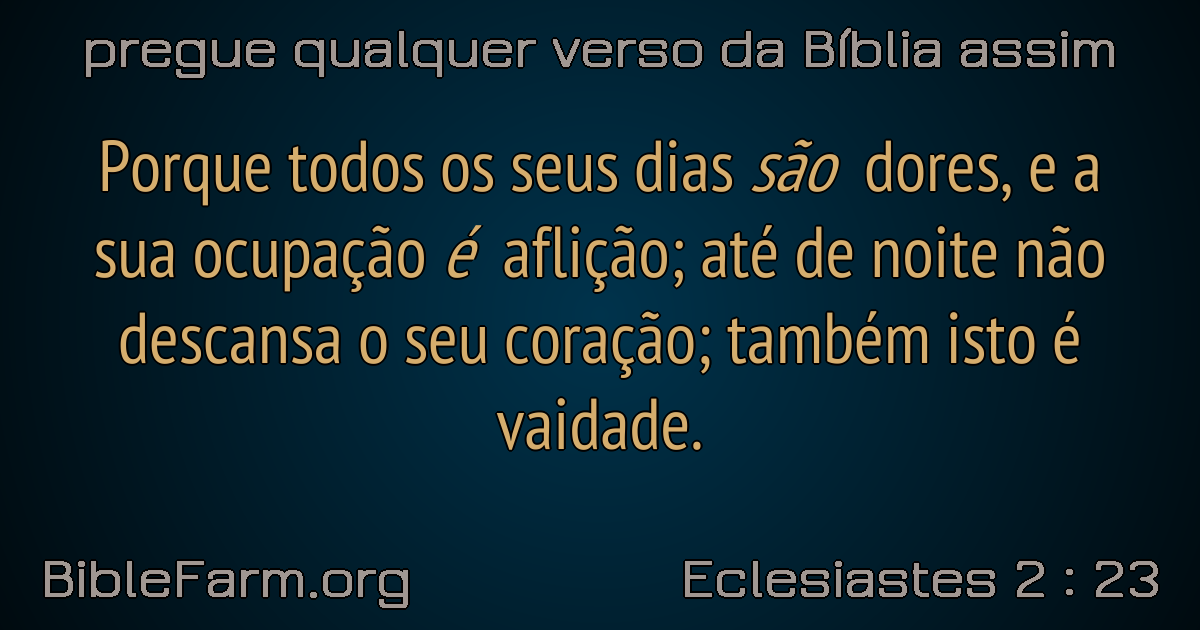 pregue qualquer verso da Bíblia assim
Porque todos os seus dias são dores, e a
sua ocupação é aflição; até de noite não
descansa o seu coração; também isto é
vaidade.
BibleFarm.org
Eclesiastes 2 : 23